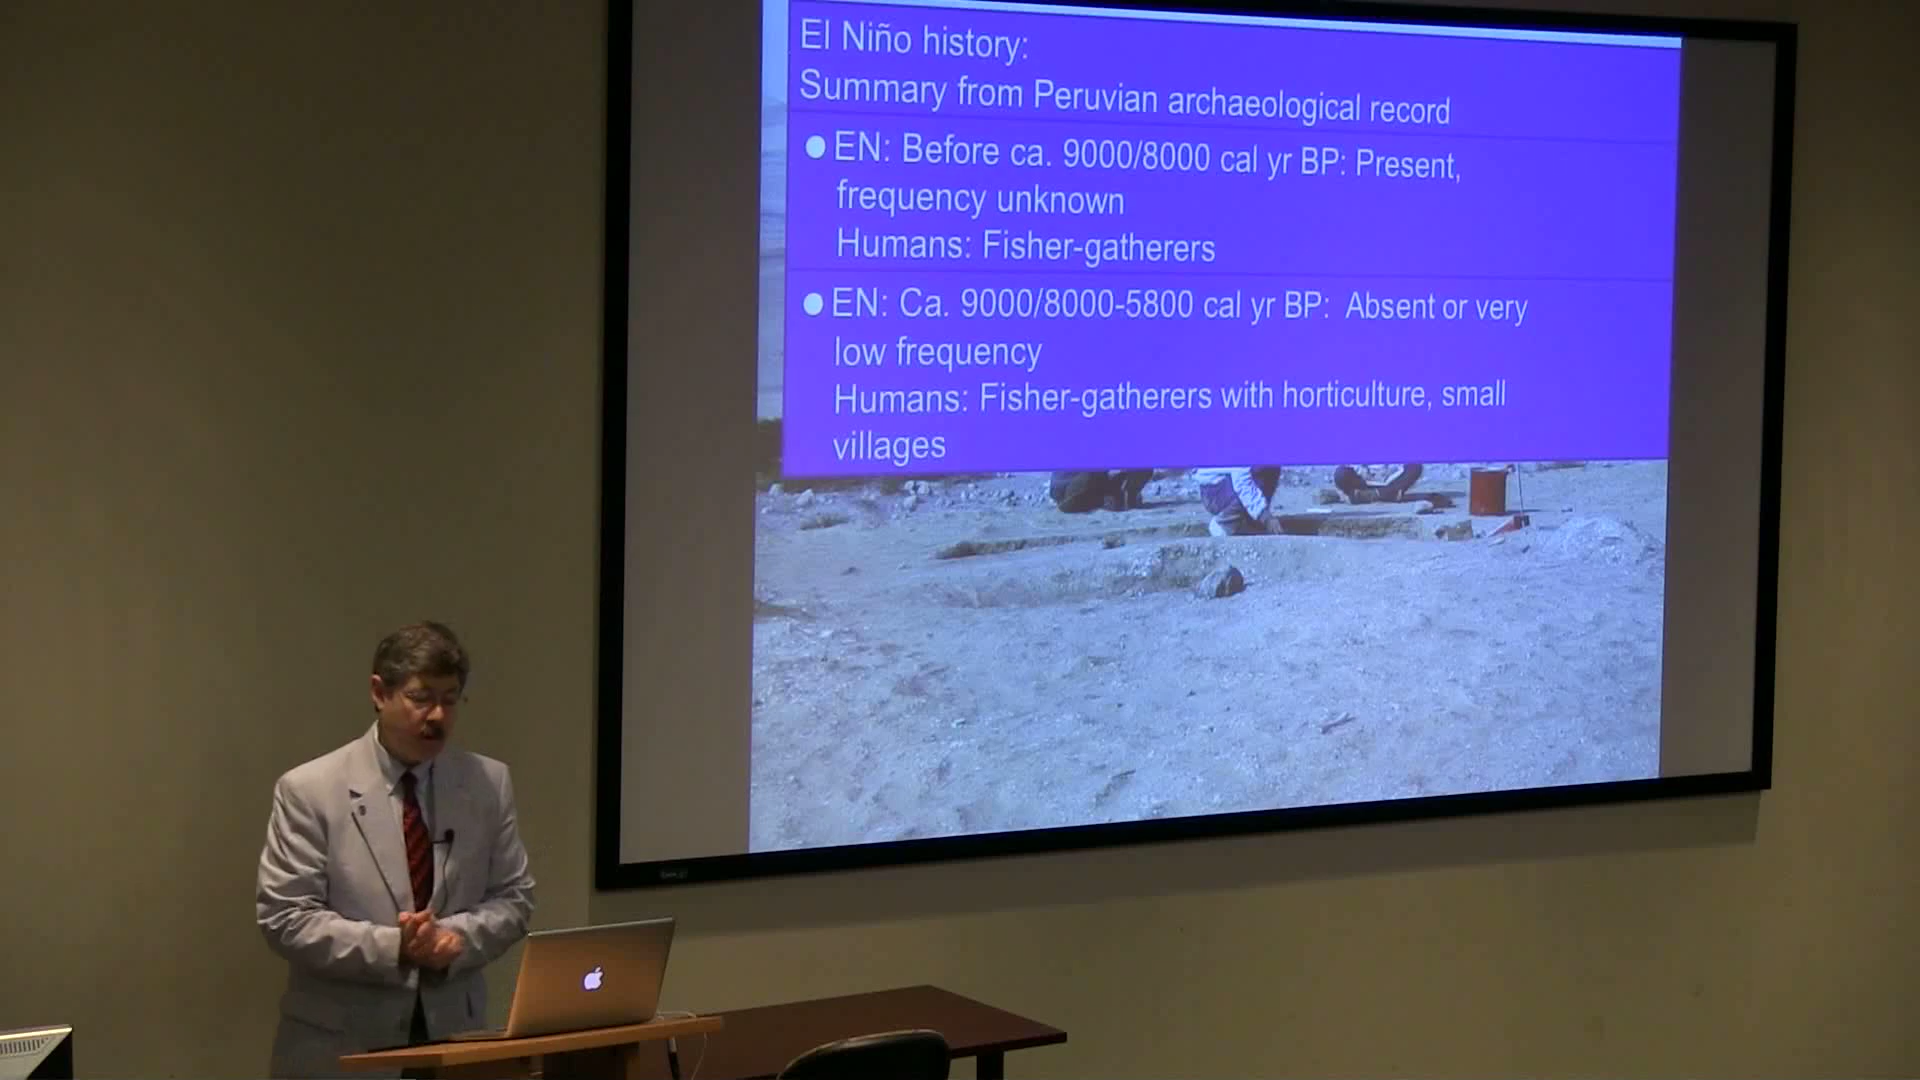 El Niño history:
Summary from Peruvian archaeological record
EN: Before ca. 9000/8000 cal yr BP: Present,
frequency unknown
Humans: Fisher-gatherers
EN: Ca. 9000/8000-5800 cal yr BP: Absent or very
low frequency
Humans: Fisher-gatherers with horticulture, small
villages